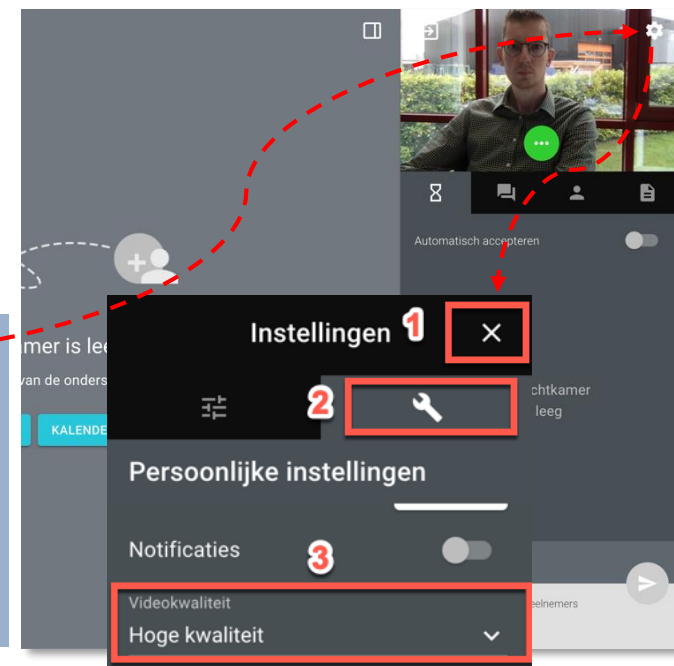 Automatisch accepteren
mer is lee
van de onders
KALENDE
chtkamer
leeg
Instellingen 1
2
Persoonlijke instellingen
Notificaties
3
Videokwaliteit
Hoge kwaliteit
eelnemers